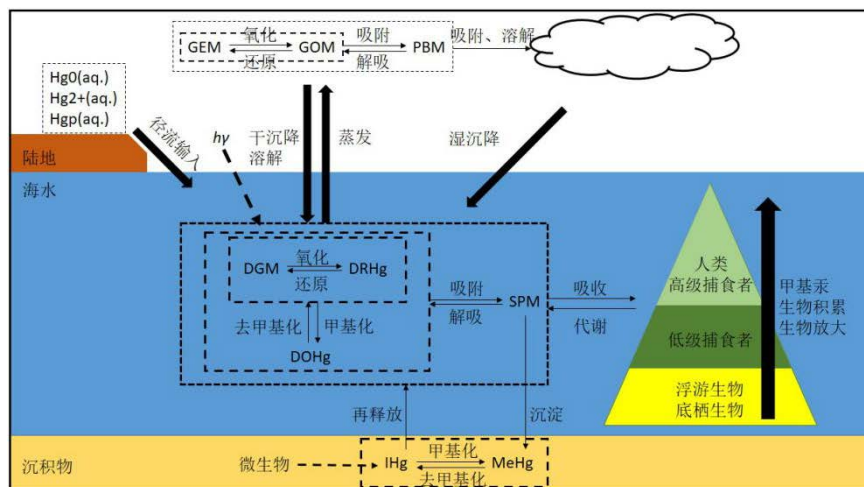 GEM 氧化 GOM 吸附 PBM 吸附、溶解
还原 解吸
Hg0(aq.)
Hg2+(aq.)
Hgp(aq.)
径流输入
hγ
干沉降
溶解
蒸发
湿沉降
陆地
海水
DGM 氧化 DRHg
还原
去甲基化 甲基化
DOHg
吸附
解吸
SPM
吸收
代谢
人类
高级捕食者
低级捕食者
浮游生物
底栖生物
甲基汞
生物积累
生物放大
再释放
沉淀
沉积物
微生物
IHg 甲基化 MeHg
去甲基化